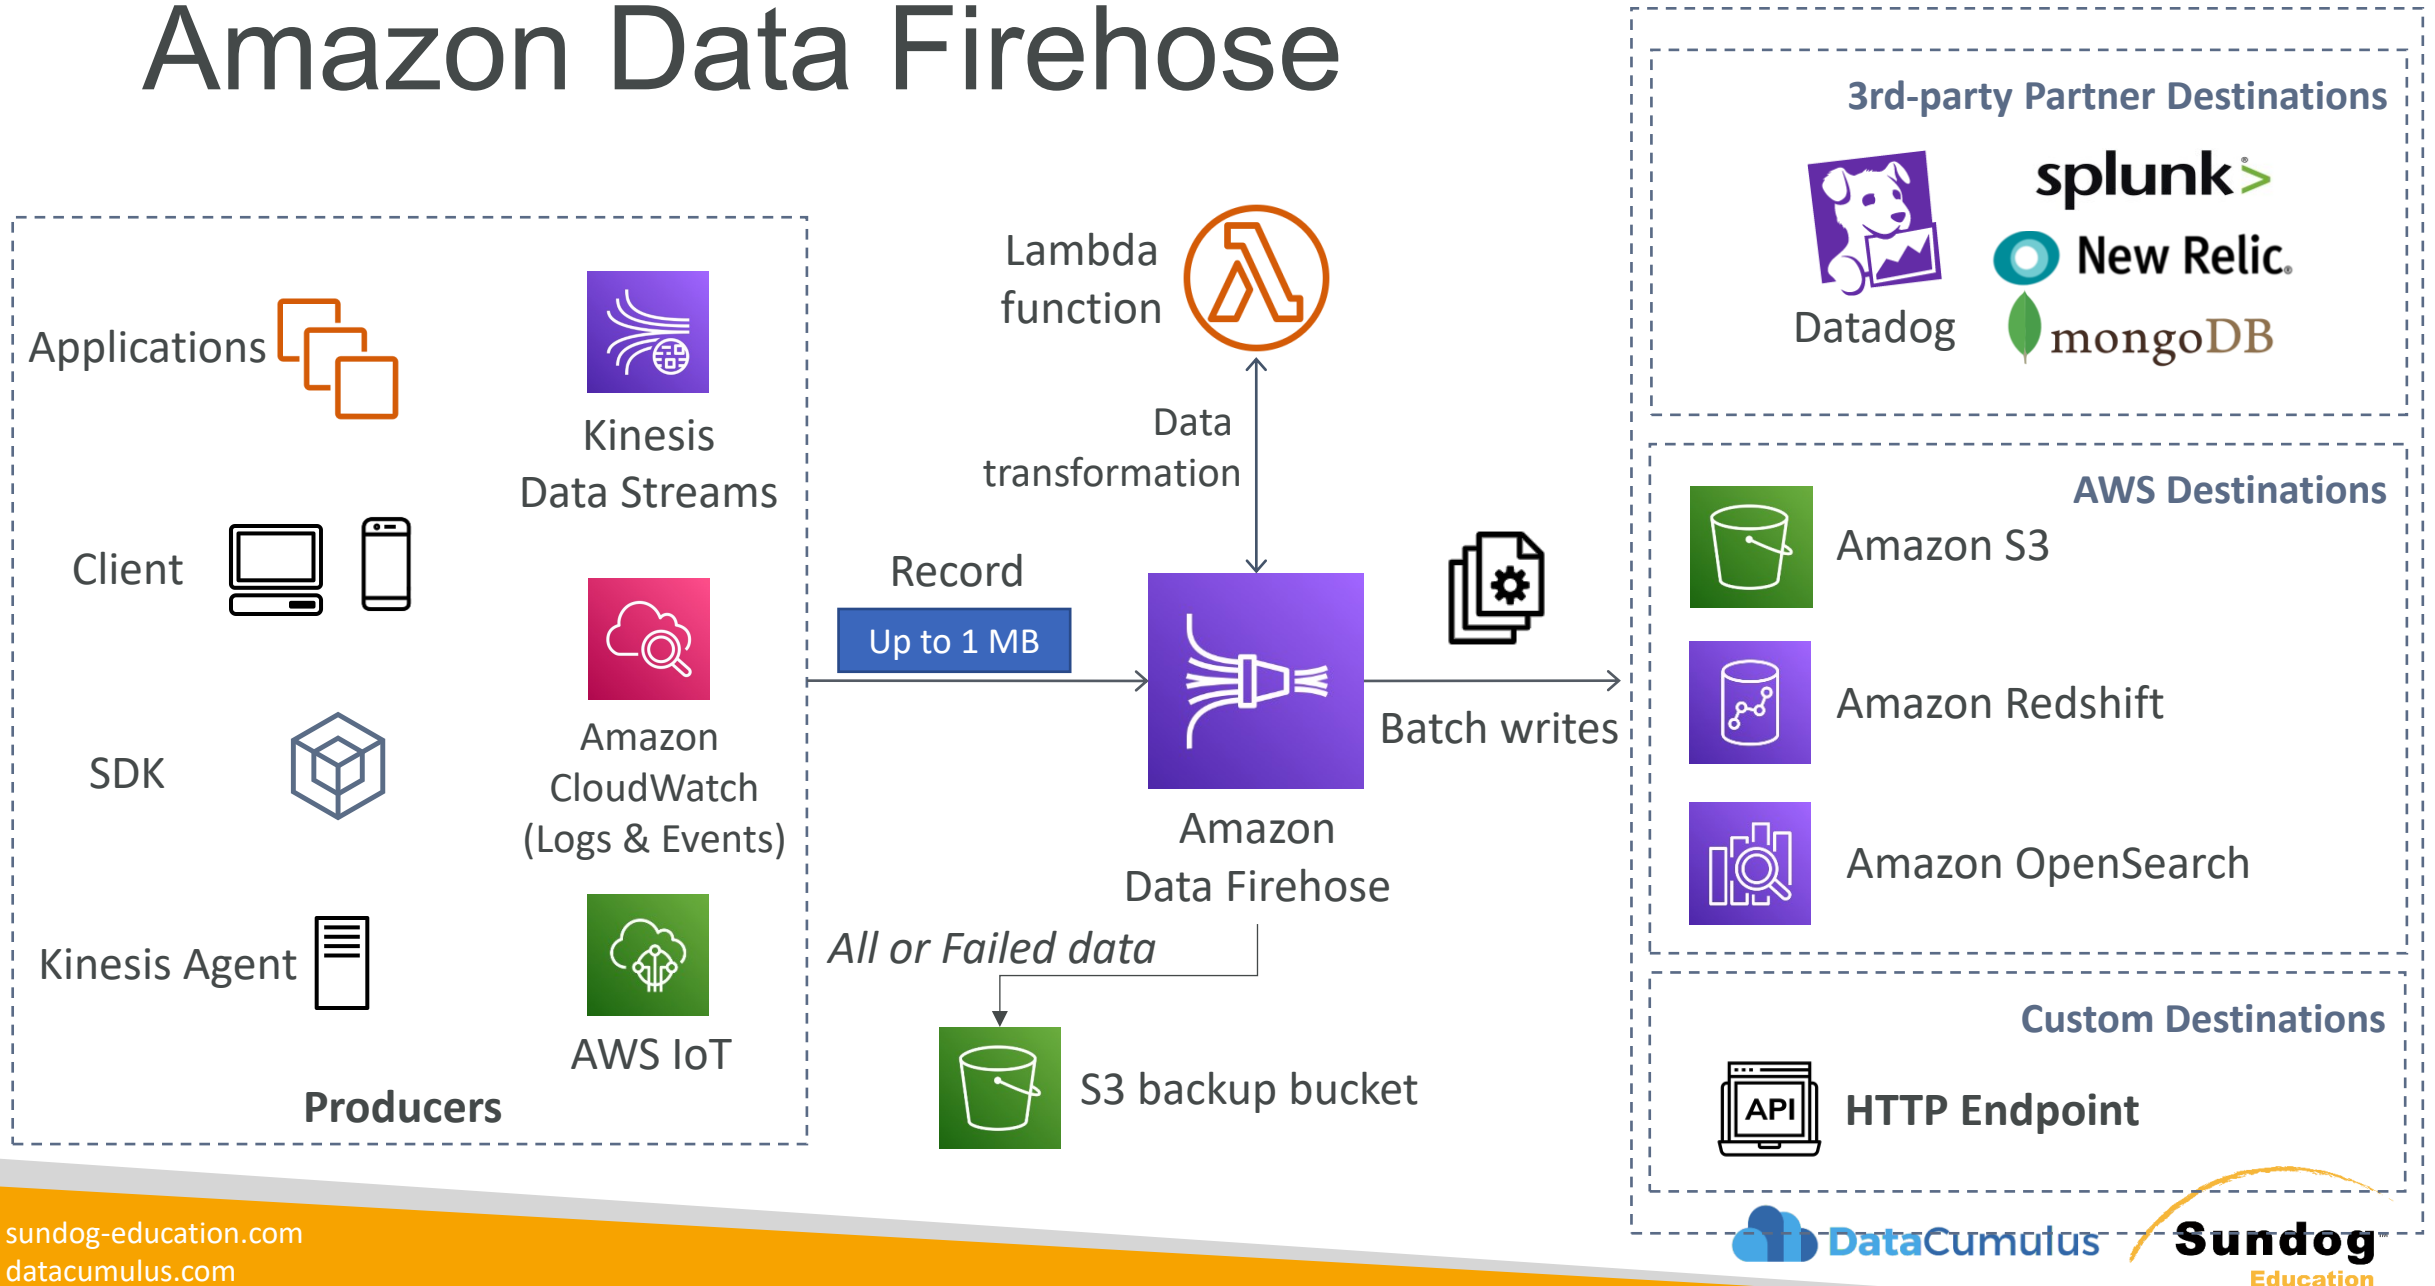 Amazon Data Firehose
Applications
Client
SDK
Kinesis Agent
Kinesis
Data Streams
Amazon
CloudWatch
(Logs & Events)
AWS IoT
Producers
Record
Up to 1 MB
Lambda
function
Data
transformation
Amazon
Data Firehose
All or Failed data
S3 backup bucket
Batch writes
3rd-party Partner Destinations
Datadog
splunk>
New Relic.
mongoDB
AWS Destinations
Amazon S3
Amazon Redshift
Amazon OpenSearch
Custom Destinations
API
HTTP Endpoint
sundog-education.com
datacumulus.com
DataCumulus
Sundog
Education